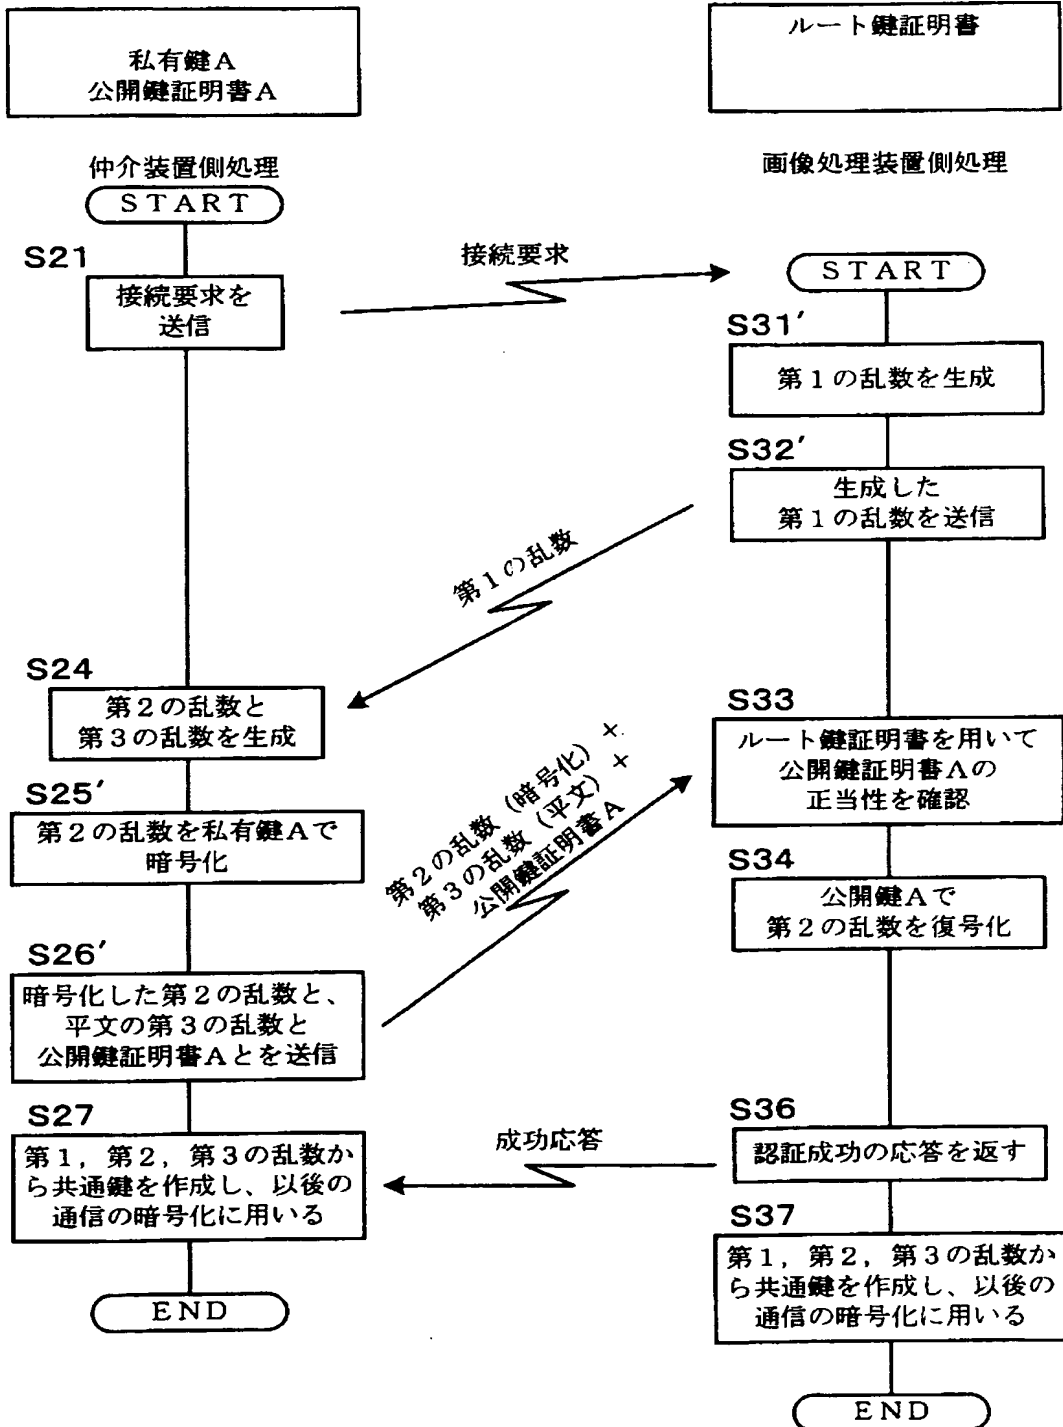 私有鍵A
公開鍵証明書A
ルート鍵証明書
仲介装置側処理
START
S21
接続要求を
送信
接続要求
画像処理装置側処理
START
S31′
第1の乱数を生成
S32′
生成した
第1の乱数を送信
第1の乱数
S24
第2の乱数と
第3の乱数を生成
S25′
第2の乱数を私有鍵Aで
暗号化
S26′
暗号化した第2の乱数と、
平文の第3の乱数と
公開鍵証明書Aとを送信
第2の乱数（暗号化）＋
第3の乱数（平文）＋
公開鍵証明書A
S33
ルート鍵証明書を用いて
公開鍵証明書Aの
正当性を確認
S34
公開鍵Aで
第2の乱数を復号化
S36
認証成功の応答を返す
成功応答
S27
第1，第2，第3の乱数か
ら共通鍵を作成し、以後の
通信の暗号化に用いる
END
S37
第1，第2，第3の乱数か
ら共通鍵を作成し、以後の
通信の暗号化に用いる
END